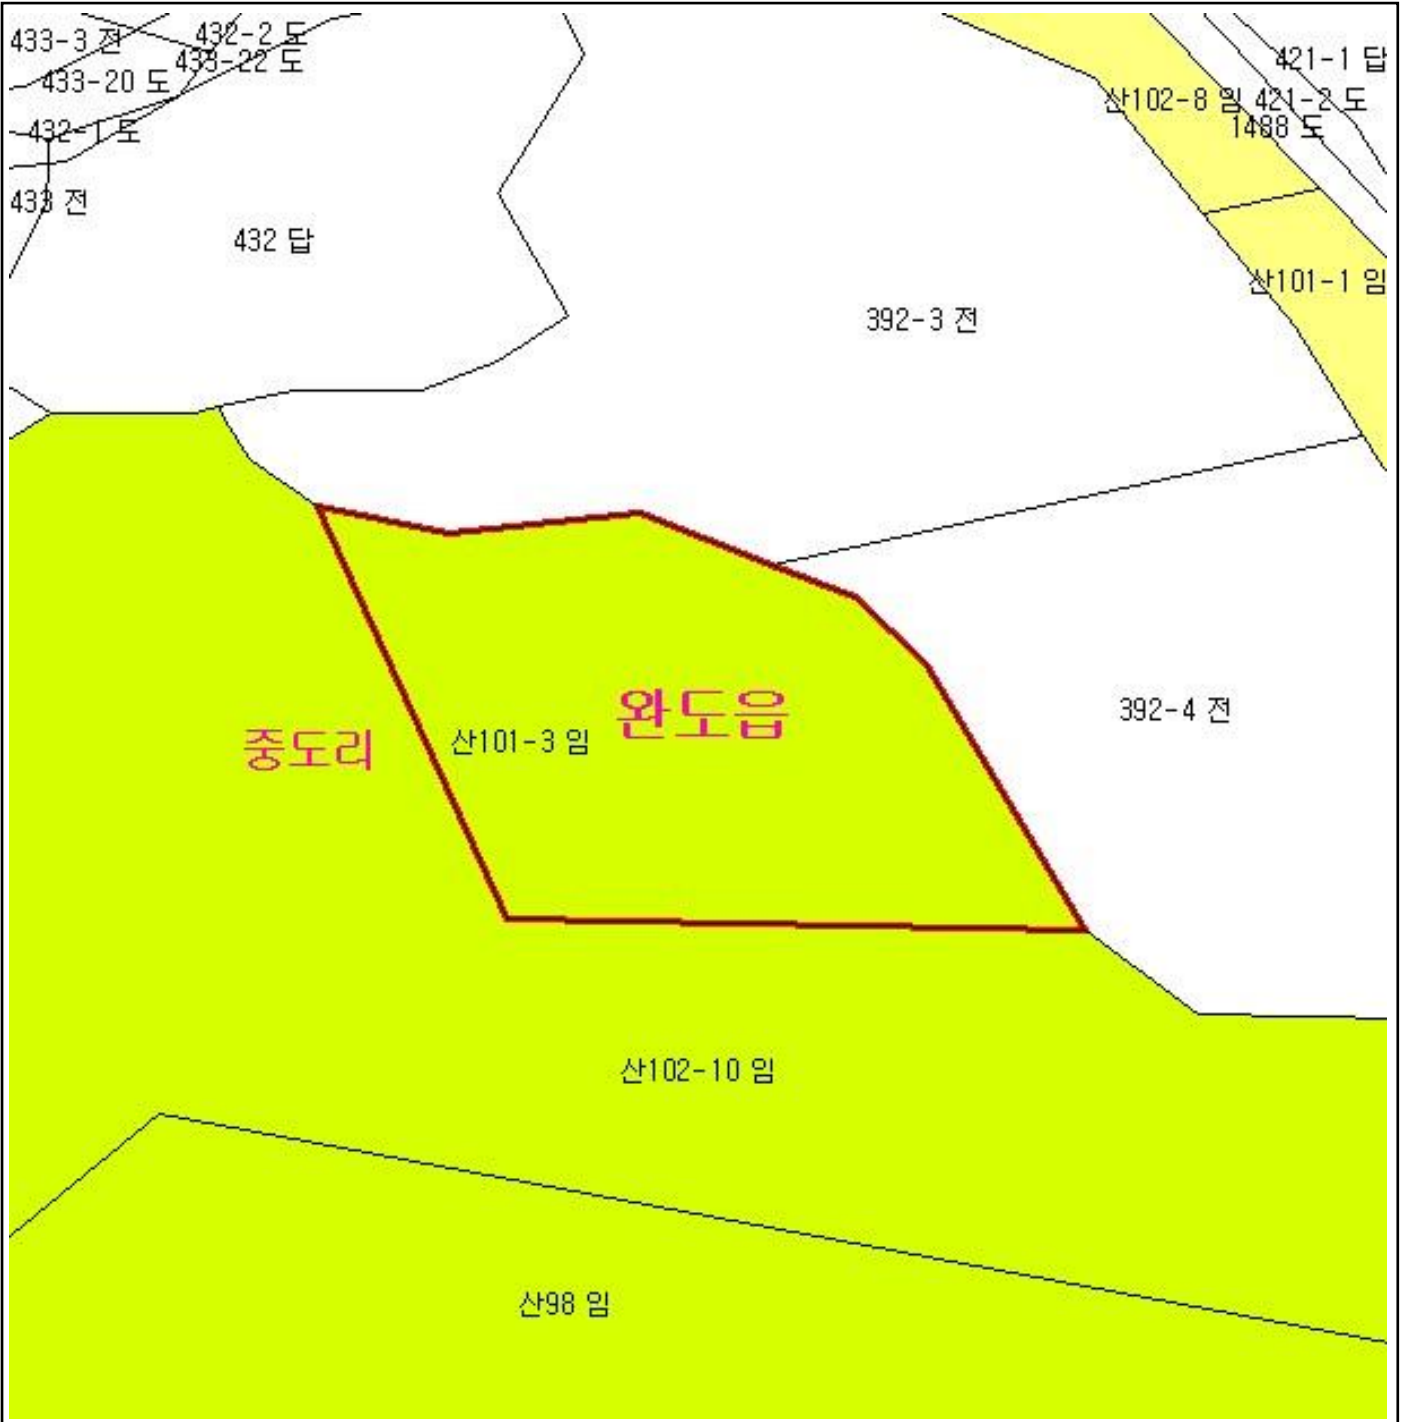 433-3 전
432-2 도
433-22 도
433-20 도
432-1 도
433 전
432 답
421-1 답
산102-8 임
421-2 도
1488 도
산101-1 임
392-3 전
392-4 전
완도읍
중도리
산101-3 임
산102-10 임
산98 임